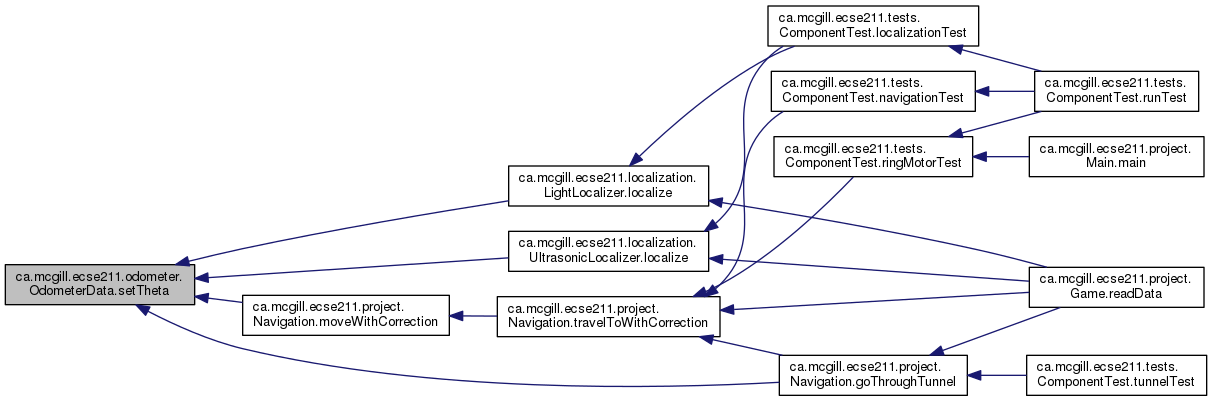 ca.mcgill.ecse211.tests.
ComponentTest.localizationTest
ca.mcgill.ecse211.tests.
ComponentTest.navigationTest
ca.mcgill.ecse211.tests.
ComponentTest.runTest
ca.mcgill.ecse211.tests.
ComponentTest.ringMotorTest
ca.mcgill.ecse211.project.
Main.main
ca.mcgill.ecse211.localization.
LightLocalizer.localize
ca.mcgill.ecse211.localization.
UltrasonicLocalizer.localize
ca.mcgill.ecse211.odometer.
OdometerData.setTheta
ca.mcgill.ecse211.project.
Game.readData
ca.mcgill.ecse211.project.
Navigation.moveWithCorrection
ca.mcgill.ecse211.project.
Navigation.travelToWithCorrection
ca.mcgill.ecse211.project.
Navigation.goThroughTunnel
ca.mcgill.ecse211.tests.
ComponentTest.tunnelTest